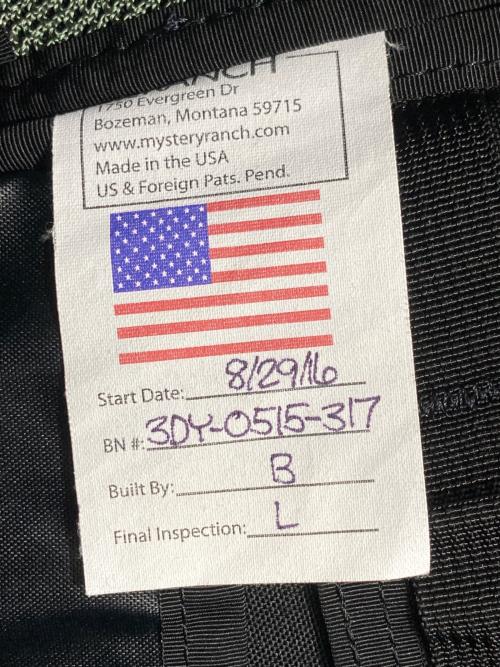 RANCH
1750 Evergreen Dr
Bozeman, Montana 59715
www.mysteryranch.com
Made in the USA
US & Foreign Pats. Pend.
Start Date: 8/29/16
BN #: 3DY-0515-317
Built By: B
Final Inspection: L